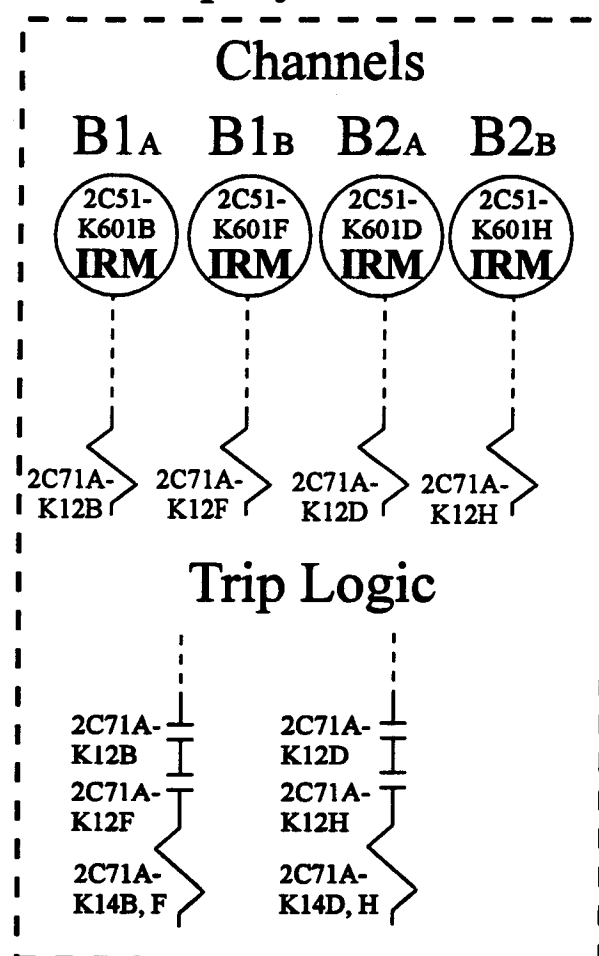 Channels
B1A B1B B2A B2B
2C51- 2C51- 2C51- 2C51-
K601B K601F K601D K601H
IRM IRM IRM IRM
2C71A- 2C71A- 2C71A- 2C71A-
K12B K12F K12D K12H
Trip Logic
2C71A- 2C71A-
K12B K12D
2C71A- 2C71A-
K12F K12H
2C71A- 2C71A-
K14B, F K14D, H